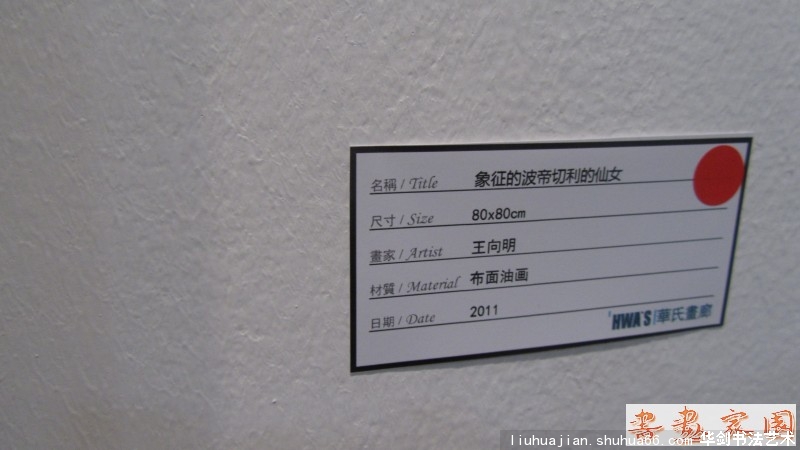 名稱 / Title 象征的波帝切利的仙女
尺寸 / Size 80x80cm
畫家 / Artist 王向明
材質 / Material 布面油画
日期 / Date 2011
HWA'S 華氏畫廊
書畫家園
liuhuajian.shuhua66.com 华剑书法艺术